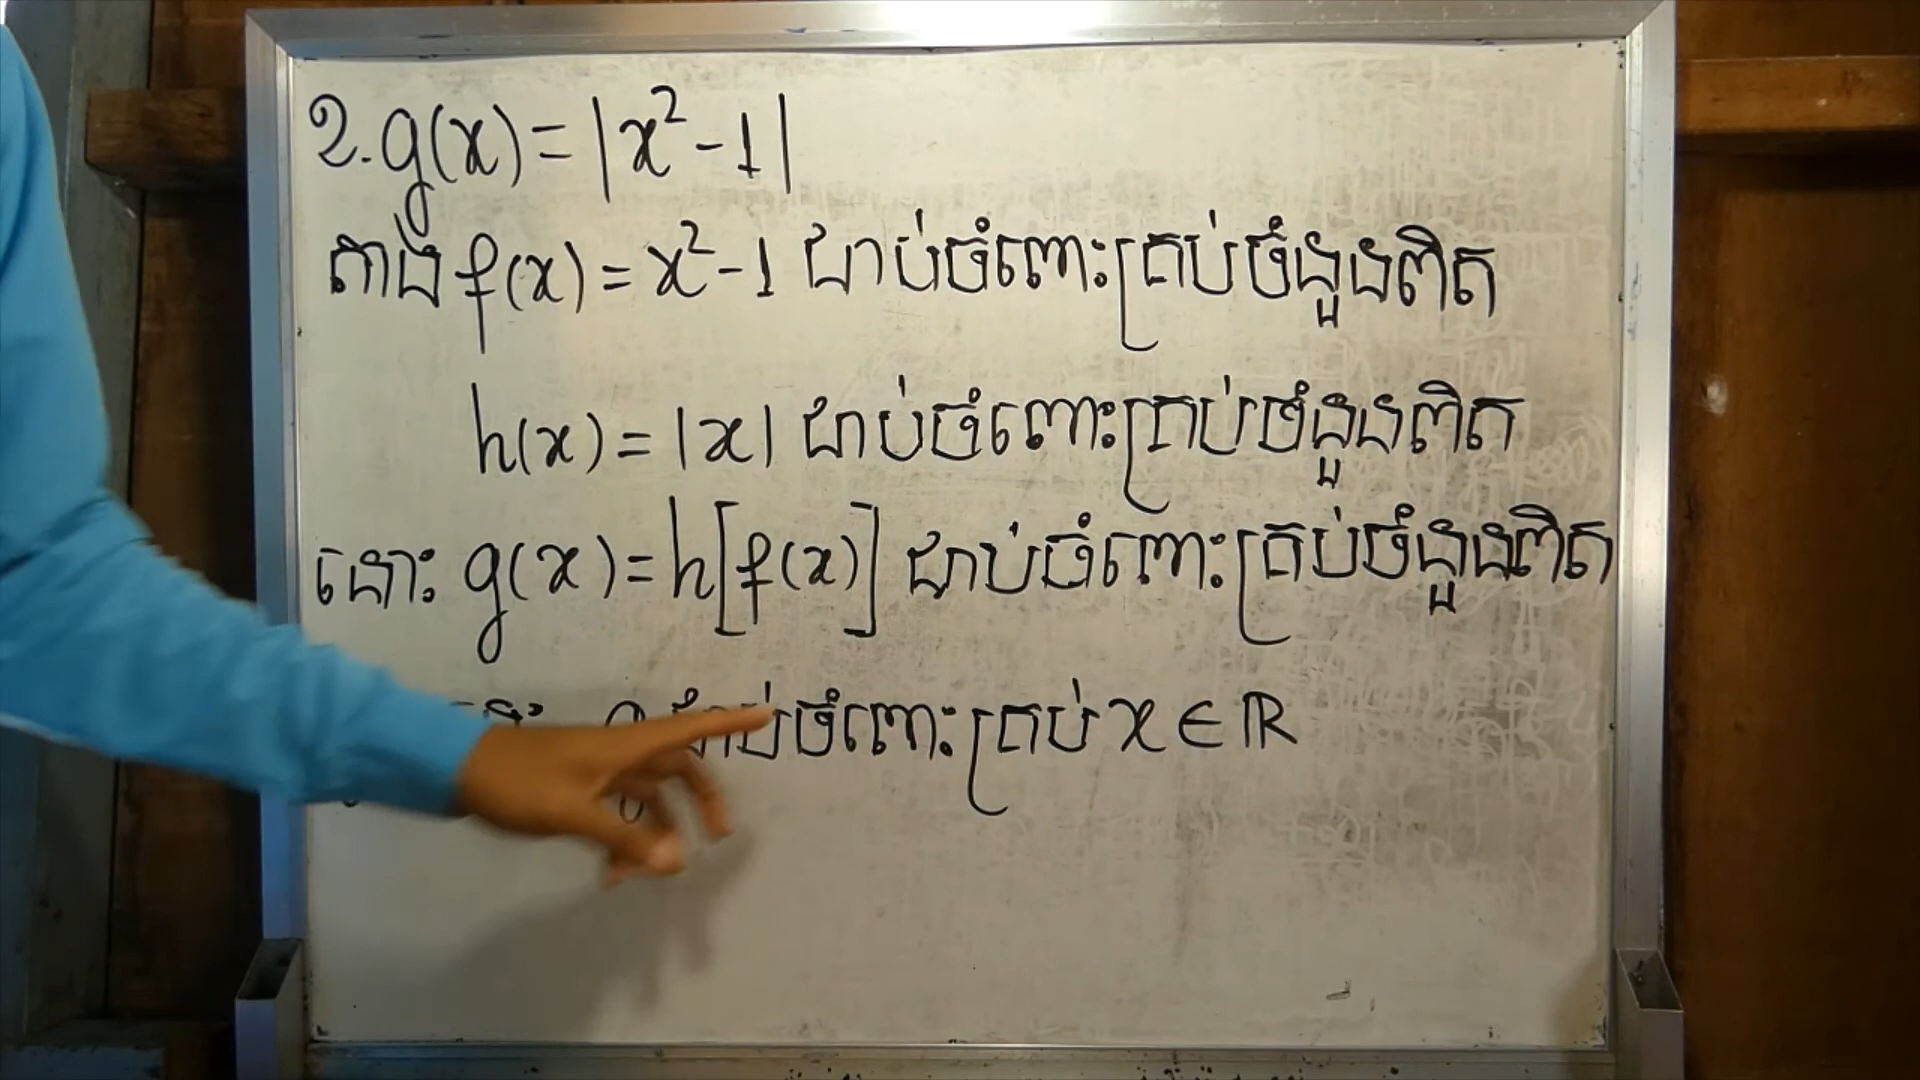 2. g(x) = |x² - 1|
តាង f(x) = x² - 1 ជាប់ចំពោះគ្រប់ចំនួនពិត
h(x) = |x| ជាប់ចំពោះគ្រប់ចំនួនពិត
នោះ g(x) = h[f(x)] ជាប់ចំពោះគ្រប់ចំនួនពិត
g ជាប់ចំពោះគ្រប់ x ∈ ℝ